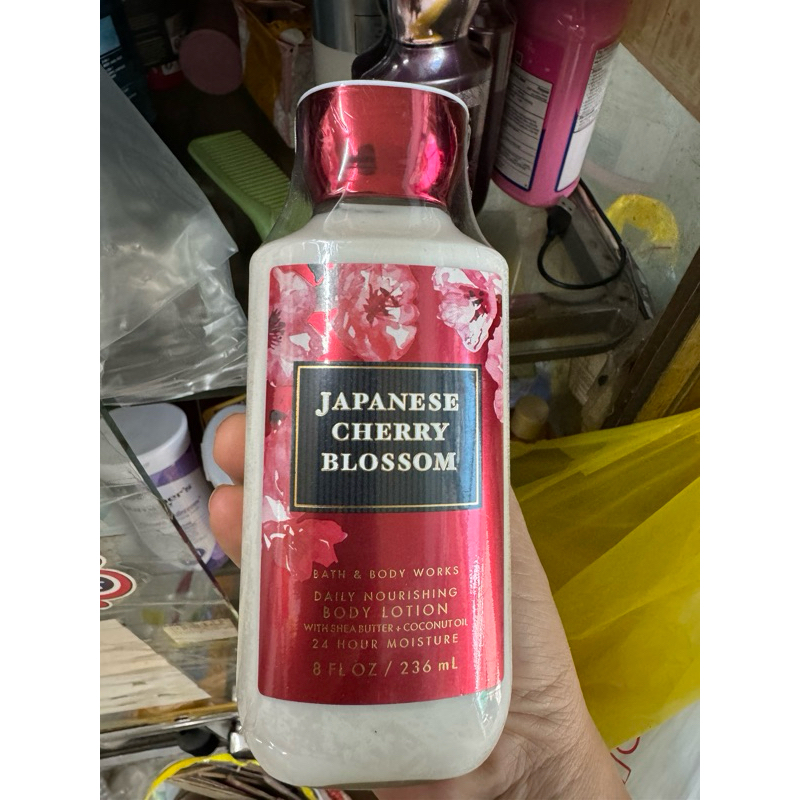 JAPANESE
CHERRY
BLOSSOM
BATH & BODY WORKS
DAILY NOURISHING
BODY LOTION
WITH SHEA BUTTER + COCONUT OIL
24 HOUR MOISTURE
8 FL OZ / 236 mL